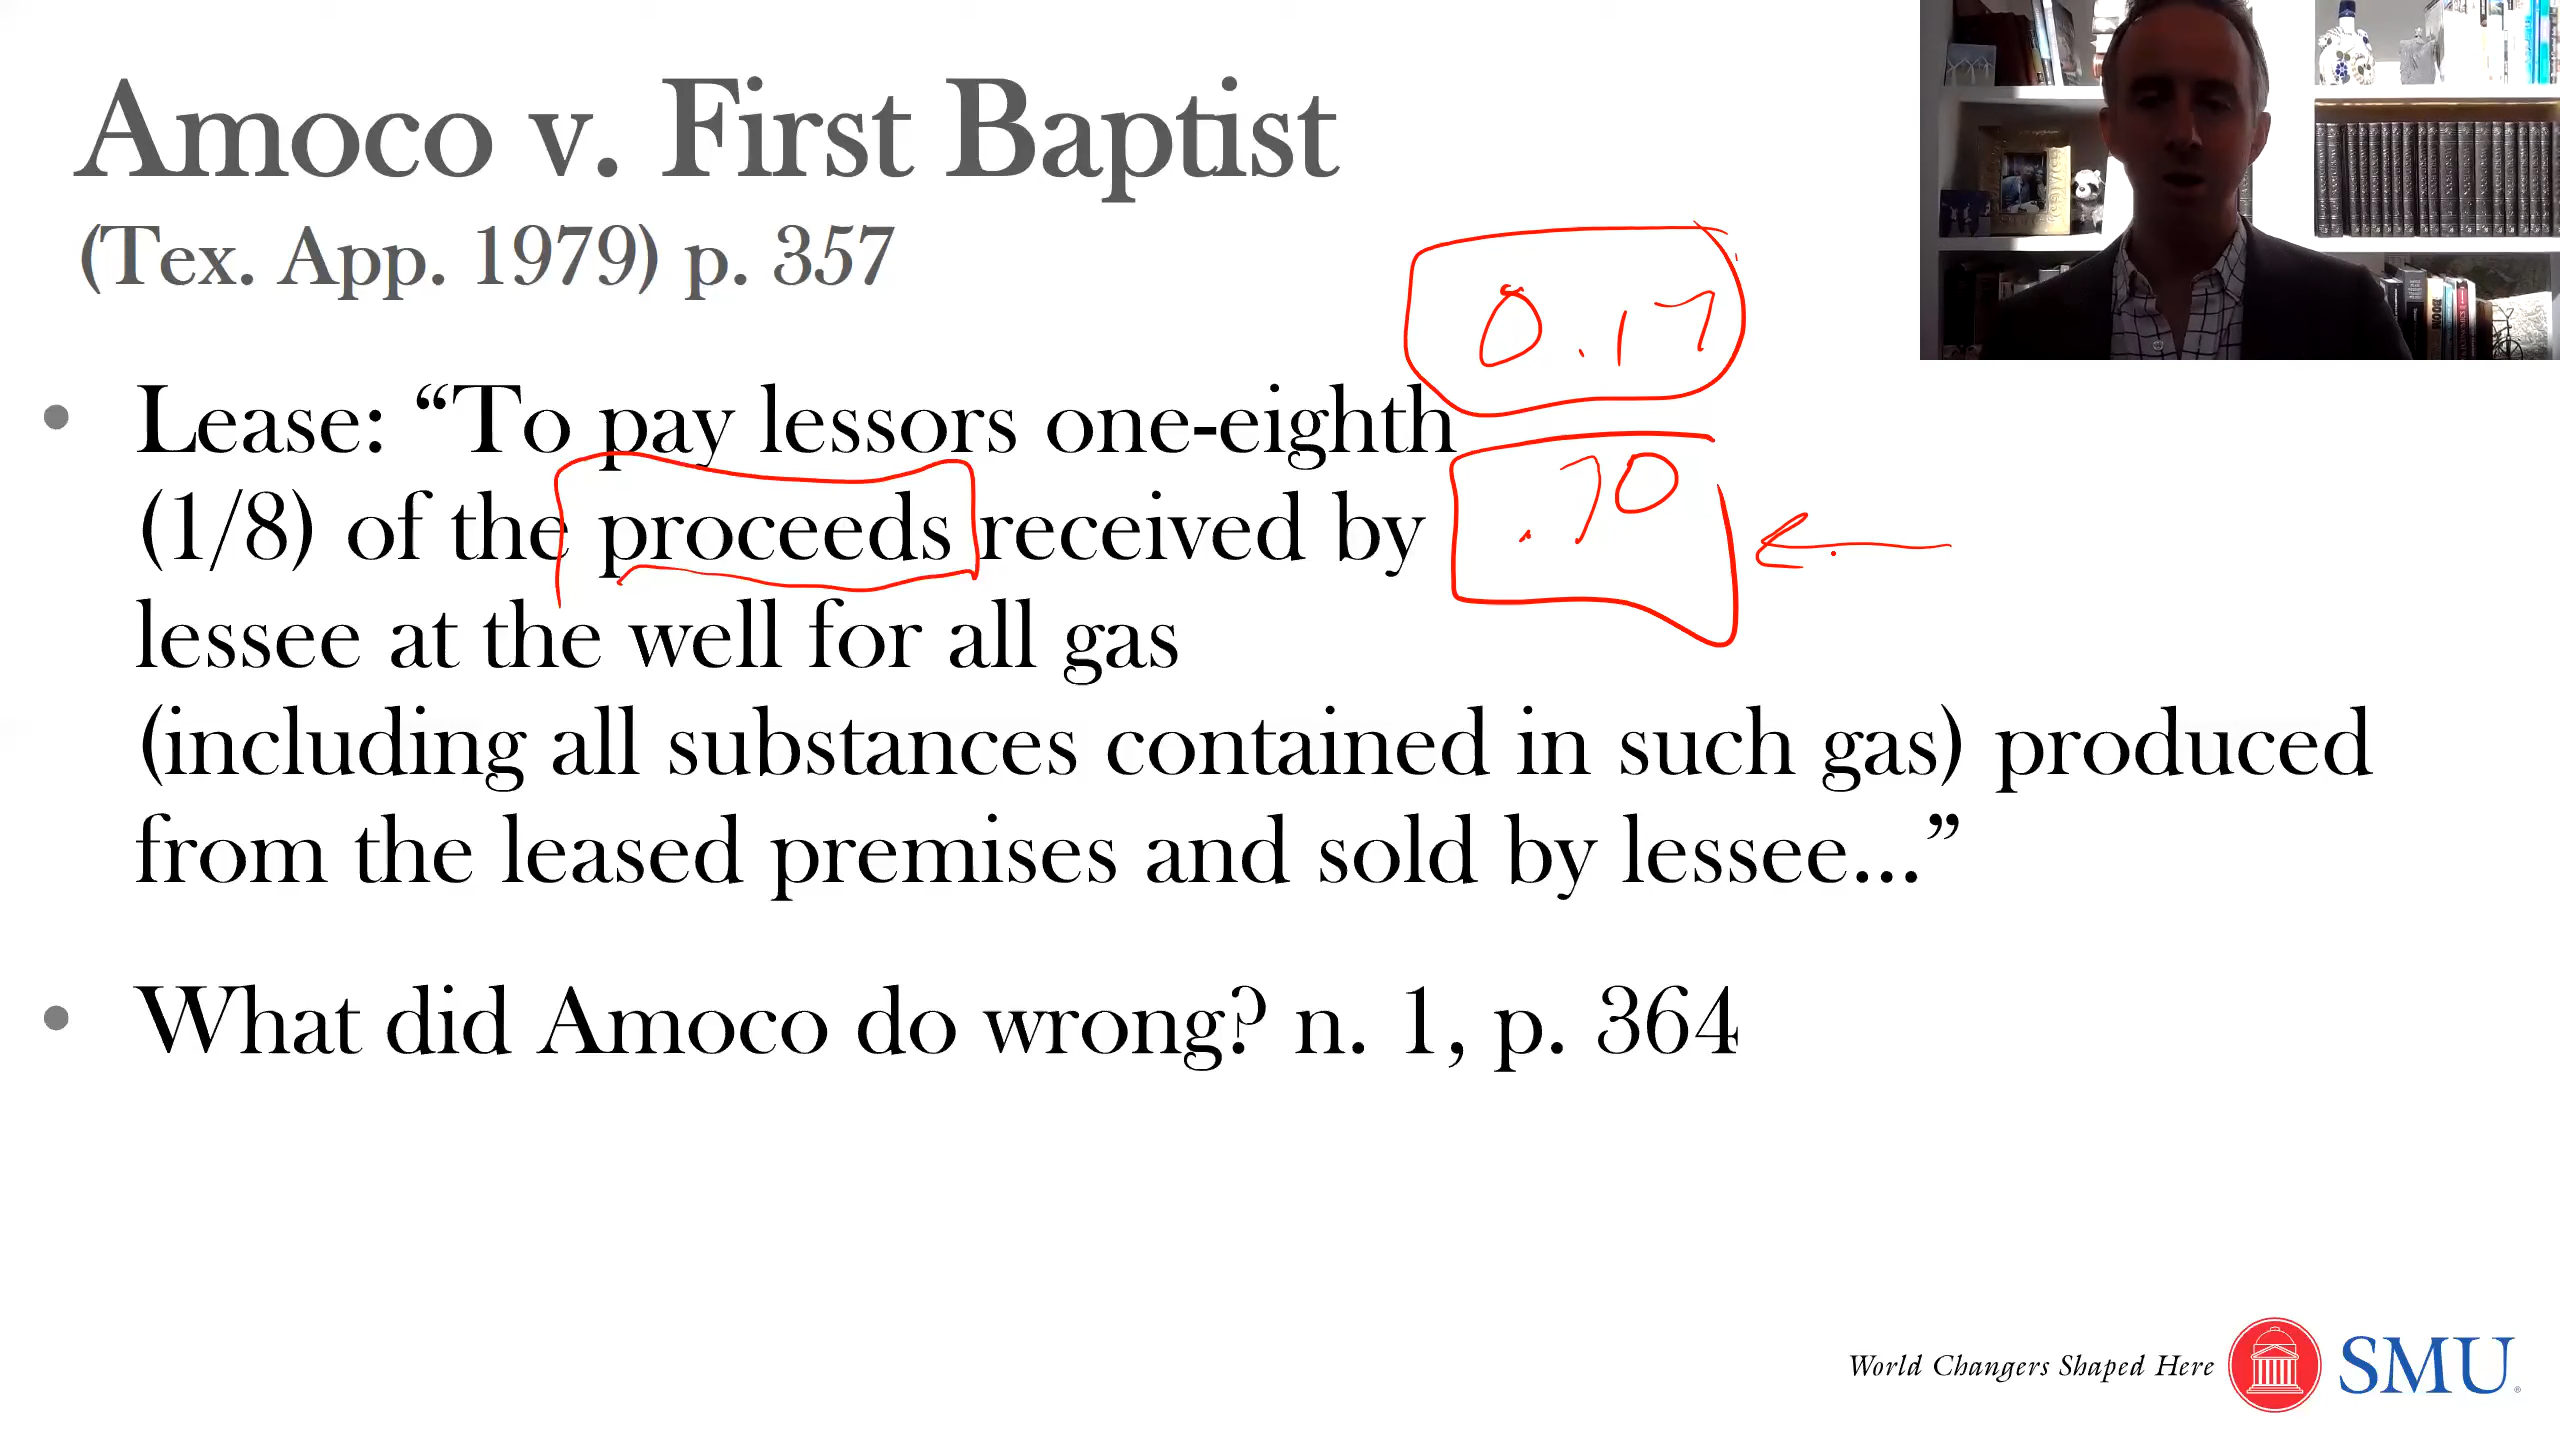 Amoco v. First Baptist
(Tex. App. 1979) p. 357
0.17
• Lease: “To pay lessors one-eighth
(1/8) of the proceeds received by
.70
lessee at the well for all gas
(including all substances contained in such gas) produced
from the leased premises and sold by lessee...”
• What did Amoco do wrong? n. 1, p. 364
World Changers Shaped Here
SMU